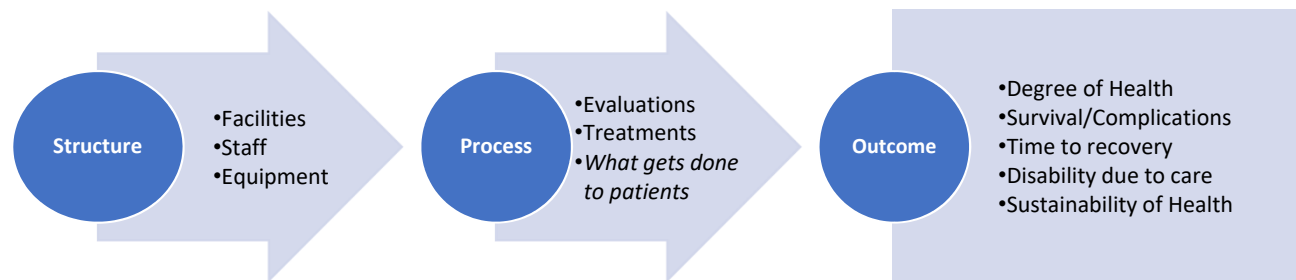 Structure
•Facilities
•Staff
•Equipment
Process
•Evaluations
•Treatments
•What gets done
to patients
Outcome
•Degree of Health
•Survival/Complications
•Time to recovery
•Disability due to care
•Sustainability of Health